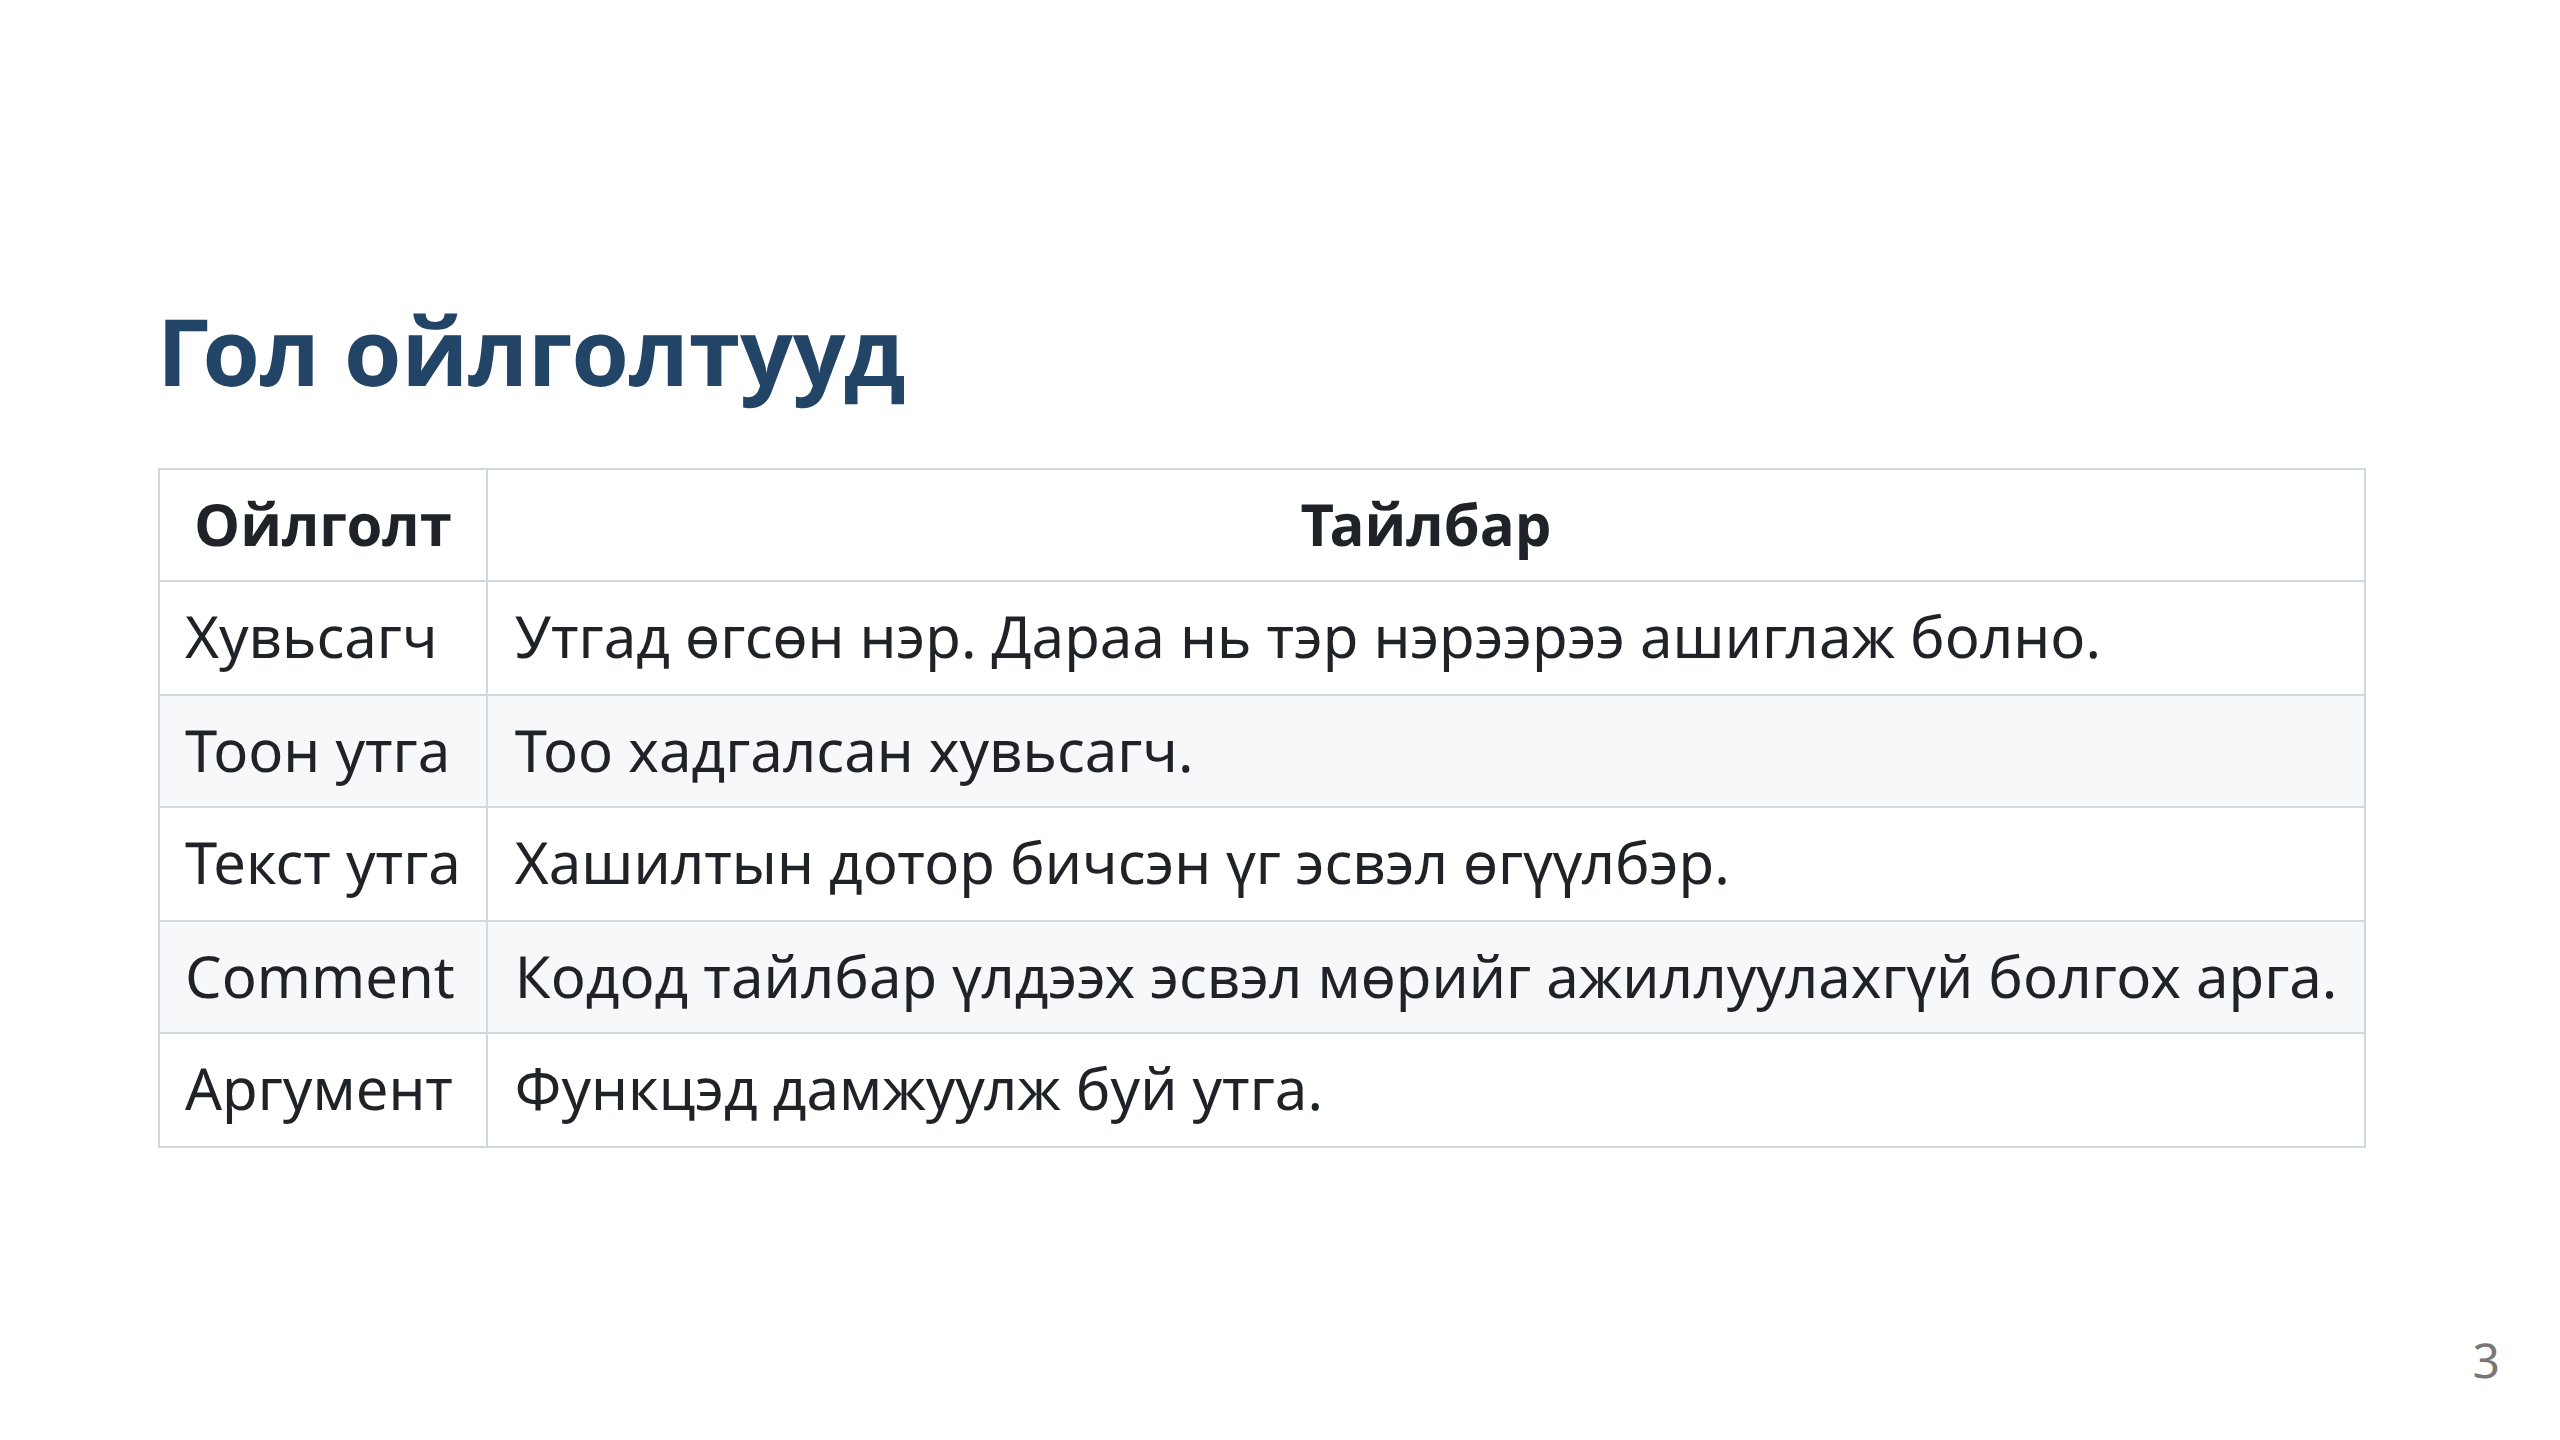 Гол ойлголтууд
Ойлголт Тайлбар
Хувьсагч Утгад өгсөн нэр. Дараа нь тэр нэрээрээ ашиглаж болно.
Тоон утга Тоо хадгалсан хувьсагч.
Текст утга Хашилтын дотор бичсэн үг эсвэл өгүүлбэр.
Comment Кодод тайлбар үлдээх эсвэл мөрийг ажиллуулахгүй болгох арга.
Аргумент Функцэд дамжуулж буй утга.
3